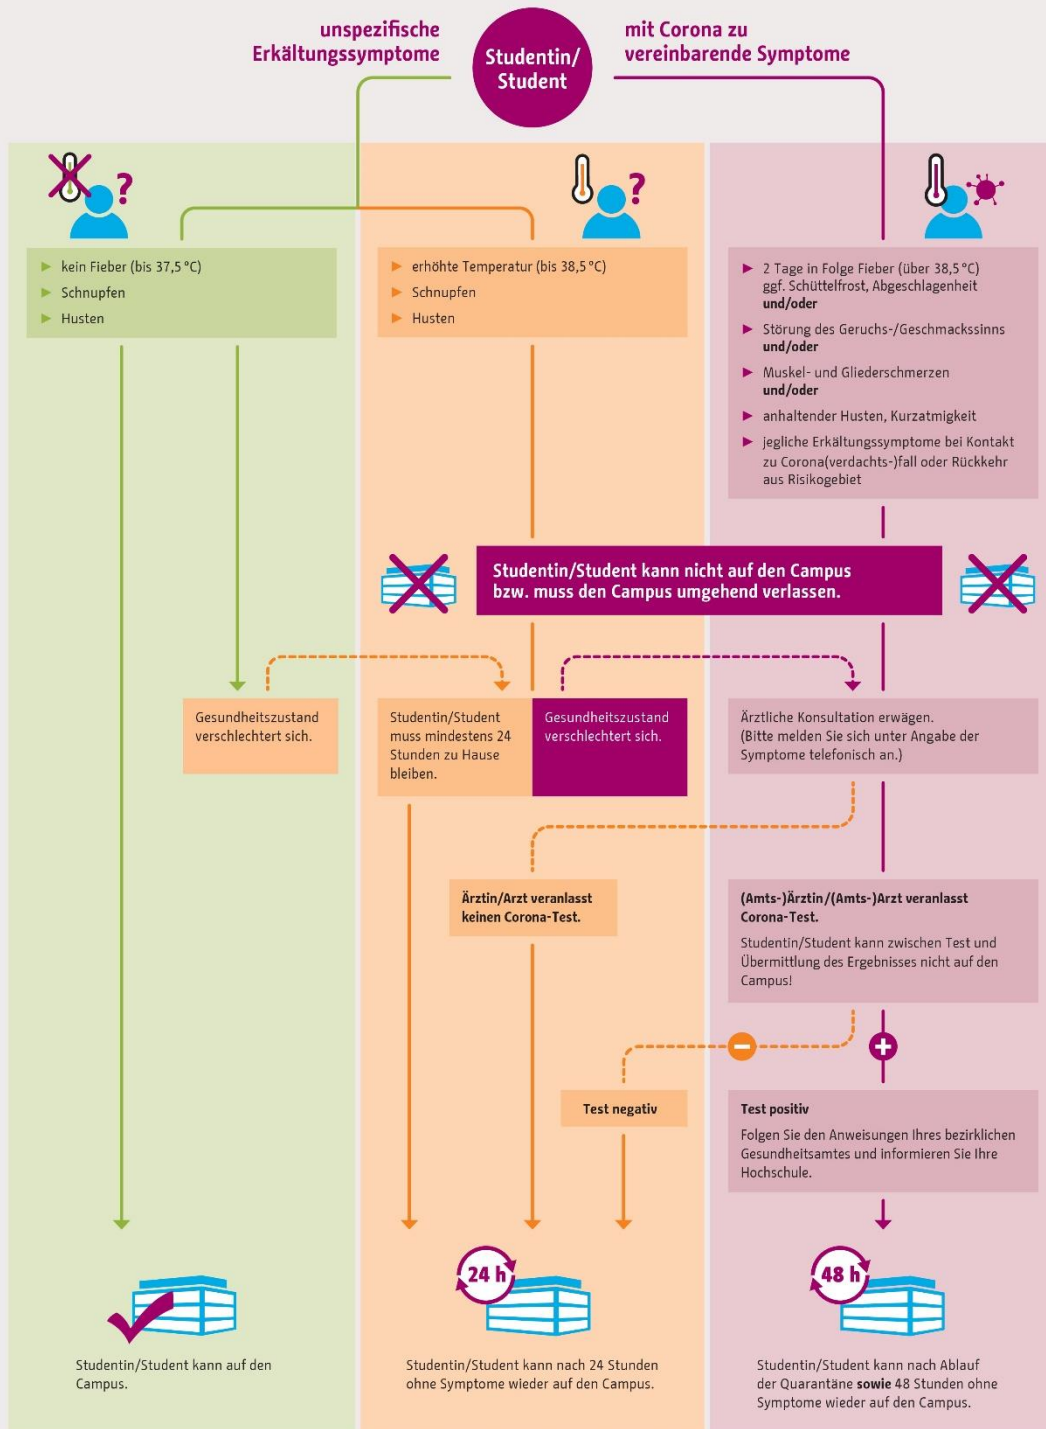 unspezifische
Erkältungssymptome
Studentin/
Student
mit Corona zu
vereinbarende Symptome
?
?
► kein Fieber (bis 37,5 °C)
► Schnupfen
► Husten
► erhöhte Temperatur (bis 38,5 °C)
► Schnupfen
► Husten
► 2 Tage in Folge Fieber (über 38,5 °C)
ggf. Schüttelfrost, Abgeschlagenheit
und/oder
► Störung des Geruchs-/Geschmackssinns
und/oder
► Muskel- und Gliederschmerzen
und/oder
► anhaltender Husten, Kurzatmigkeit
► jegliche Erkältungssymptome bei Kontakt
zu Corona(verdachts-)fall oder Rückkehr
aus Risikogebiet
Studentin/Student kann nicht auf den Campus
bzw. muss den Campus umgehend verlassen.
Gesundheitszustand
verschlechtert sich.
Studentin/Student
muss mindestens 24
Stunden zu Hause
bleiben.
Gesundheitszustand
verschlechtert sich.
Ärztliche Konsultation erwägen.
(Bitte melden Sie sich unter Angabe der
Symptome telefonisch an.)
Ärztin/Arzt veranlasst
keinen Corona-Test.
(Amts-)Ärztin/(Amts-)Arzt veranlasst
Corona-Test.
Studentin/Student kann zwischen Test und
Übermittlung des Ergebnisses nicht auf den
Campus!
−
+
Test negativ
Test positiv
Folgen Sie den Anweisungen Ihres bezirklichen
Gesundheitsamtes und informieren Sie Ihre
Hochschule.
24 h
48 h
Studentin/Student kann auf den
Campus.
Studentin/Student kann nach 24 Stunden
ohne Symptome wieder auf den Campus.
Studentin/Student kann nach Ablauf
der Quarantäne sowie 48 Stunden ohne
Symptome wieder auf den Campus.